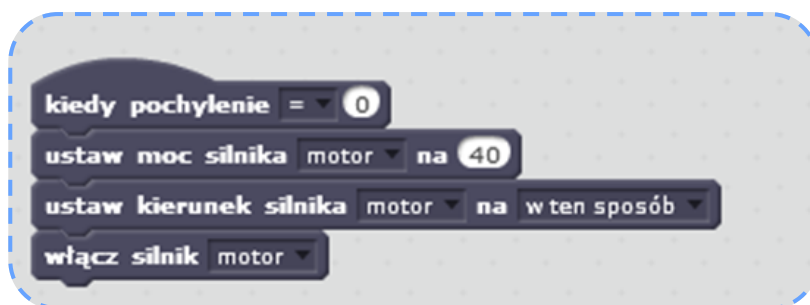 kiedy pochylenie = 0
ustaw moc silnika motor na 40
ustaw kierunek silnika motor na w ten sposób
włącz silnik motor